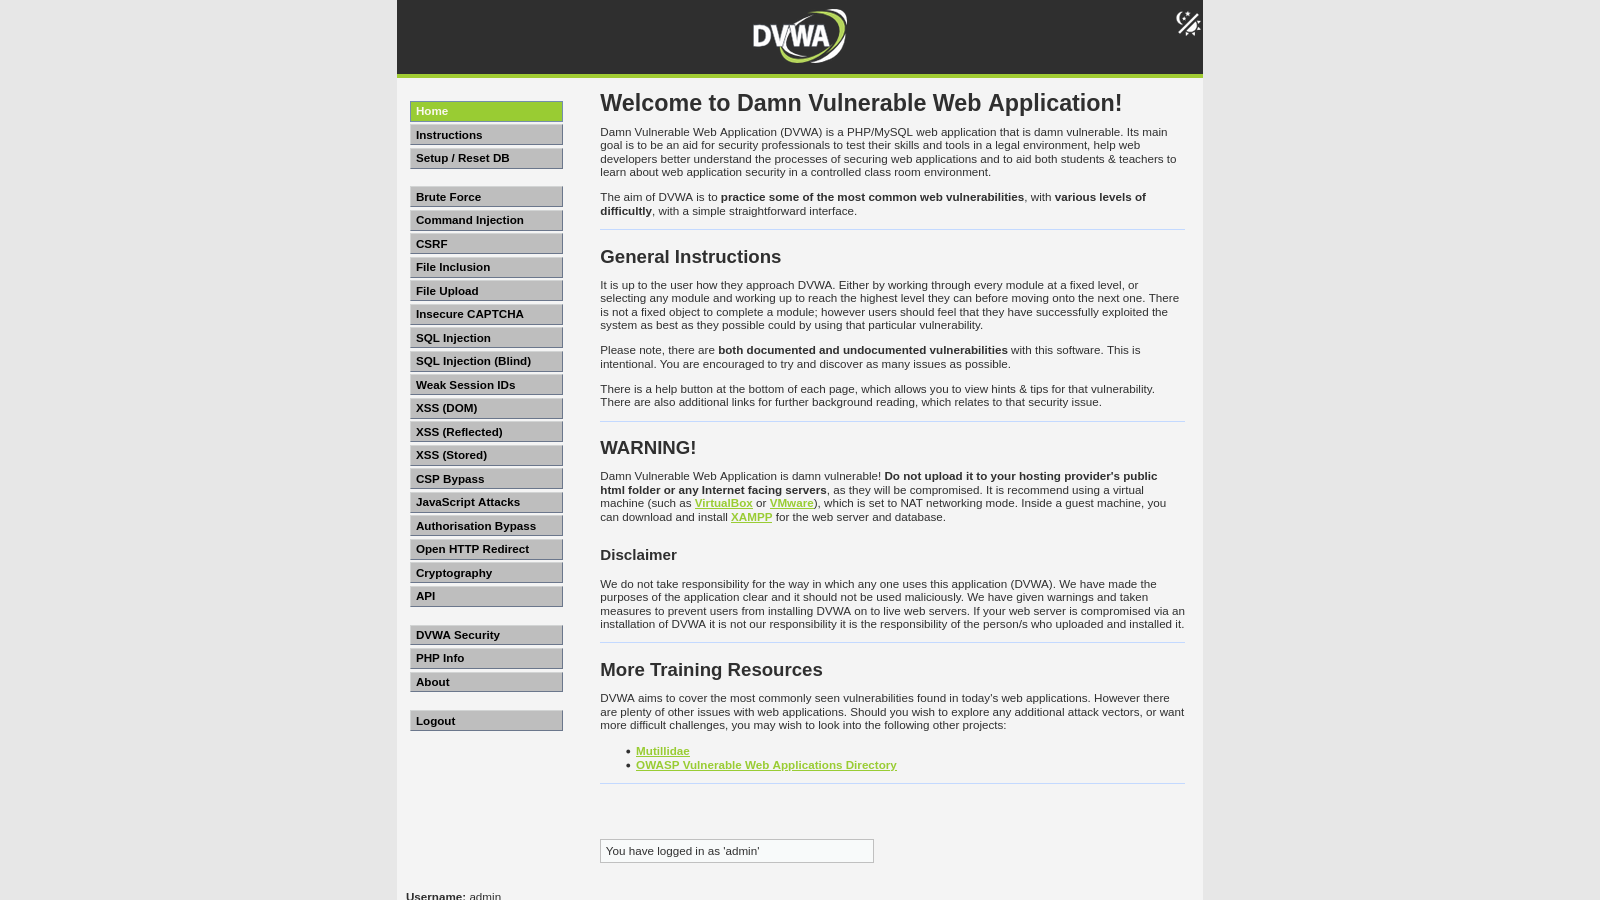 DVWA
Home
Instructions
Setup / Reset DB
Brute Force
Command Injection
CSRF
File Inclusion
File Upload
Insecure CAPTCHA
SQL Injection
SQL Injection (Blind)
Weak Session IDs
XSS (DOM)
XSS (Reflected)
XSS (Stored)
CSP Bypass
JavaScript Attacks
Authorisation Bypass
Open HTTP Redirect
Cryptography
API
DVWA Security
PHP Info
About
Logout
Welcome to Damn Vulnerable Web Application!
Damn Vulnerable Web Application (DVWA) is a PHP/MySQL web application that is damn vulnerable. Its main
goal is to be an aid for security professionals to test their skills and tools in a legal environment, help web
developers better understand the processes of securing web applications and to aid both students & teachers to
learn about web application security in a controlled class room environment.
The aim of DVWA is to practice some of the most common web vulnerabilities, with various levels of
difficultly, with a simple straightforward interface.
General Instructions
It is up to the user how they approach DVWA. Either by working through every module at a fixed level, or
selecting any module and working up to reach the highest level they can before moving onto the next one. There
is not a fixed object to complete a module; however users should feel that they have successfully exploited the
system as best as they possible could by using that particular vulnerability.
Please note, there are both documented and undocumented vulnerabilities with this software. This is
intentional. You are encouraged to try and discover as many issues as possible.
There is a help button at the bottom of each page, which allows you to view hints & tips for that vulnerability.
There are also additional links for further background reading, which relates to that security issue.
WARNING!
Damn Vulnerable Web Application is damn vulnerable! Do not upload it to your hosting provider's public
html folder or any Internet facing servers, as they will be compromised. It is recommend using a virtual
machine (such as VirtualBox or VMware), which is set to NAT networking mode. Inside a guest machine, you
can download and install XAMPP for the web server and database.
Disclaimer
We do not take responsibility for the way in which any one uses this application (DVWA). We have made the
purposes of the application clear and it should not be used maliciously. We have given warnings and taken
measures to prevent users from installing DVWA on to live web servers. If your web server is compromised via an
installation of DVWA it is not our responsibility it is the responsibility of the person/s who uploaded and installed it.
More Training Resources
DVWA aims to cover the most commonly seen vulnerabilities found in today's web applications. However there
are plenty of other issues with web applications. Should you wish to explore any additional attack vectors, or want
more difficult challenges, you may wish to look into the following other projects:
• Mutillidae
• OWASP Vulnerable Web Applications Directory
You have logged in as 'admin'
Username: admin